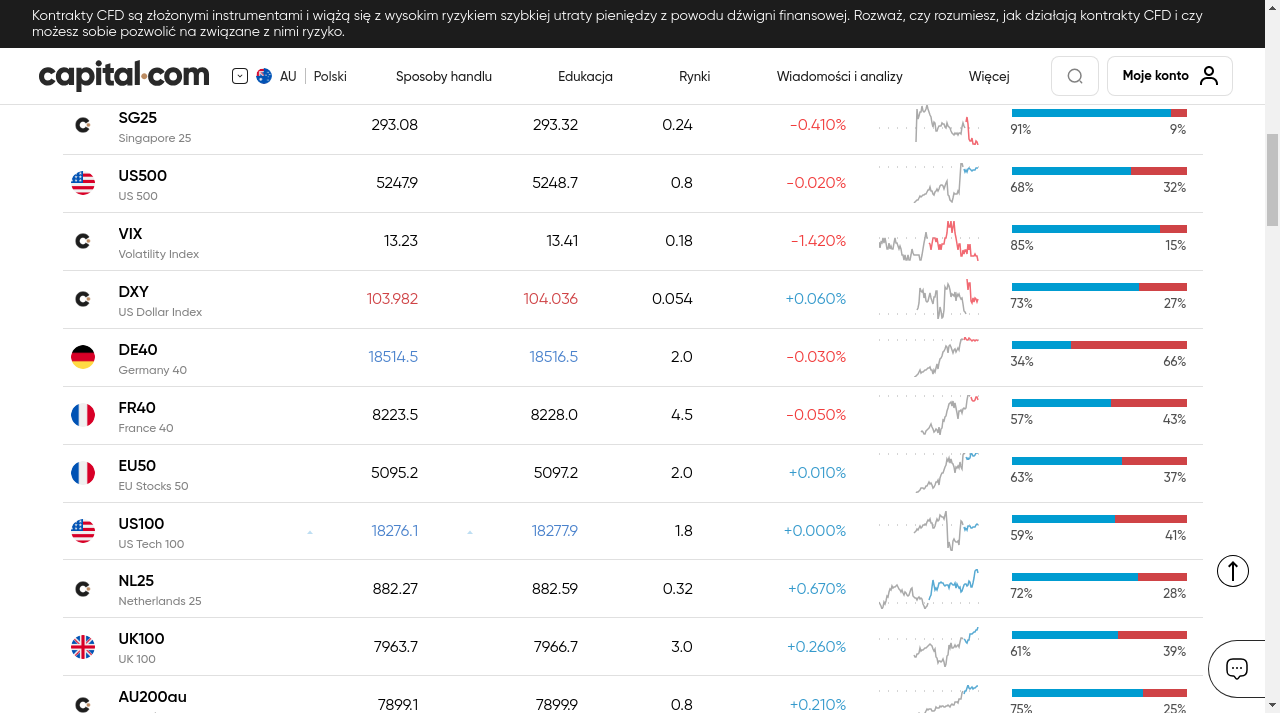 Kontrakty CFD są złożonymi instrumentami i wiążą się z wysokim ryzykiem szybkiej utraty pieniędzy z powodu dźwigni finansowej. Rozważ, czy rozumiesz, jak działają kontrakty CFD i czy
możesz sobie pozwolić na związane z nimi ryzyko.
capital.com AU Polski Sposoby handlu Edukacja Rynki Wiadomości i analizy Więcej Moje konto
SG25 293.08 293.32 0.24 -0.410% 91% 9%
Singapore 25
US500 5247.9 5248.7 0.8 -0.020% 68% 32%
US 500
VIX 13.23 13.41 0.18 -1.420% 85% 15%
Volatility Index
DXY 103.982 104.036 0.054 +0.060% 73% 27%
US Dollar Index
DE40 18514.5 18516.5 2.0 -0.030% 34% 66%
Germany 40
FR40 8223.5 8228.0 4.5 -0.050% 57% 43%
France 40
EU50 5095.2 5097.2 2.0 +0.010% 63% 37%
EU Stocks 50
US100 18276.1 18277.9 1.8 +0.000% 59% 41%
US Tech 100
NL25 882.27 882.59 0.32 +0.670% 72% 28%
Netherlands 25
UK100 7963.7 7966.7 3.0 +0.260% 61% 39%
UK 100
AU200au 7899.1 7899.9 0.8 +0.210% 75% 25%